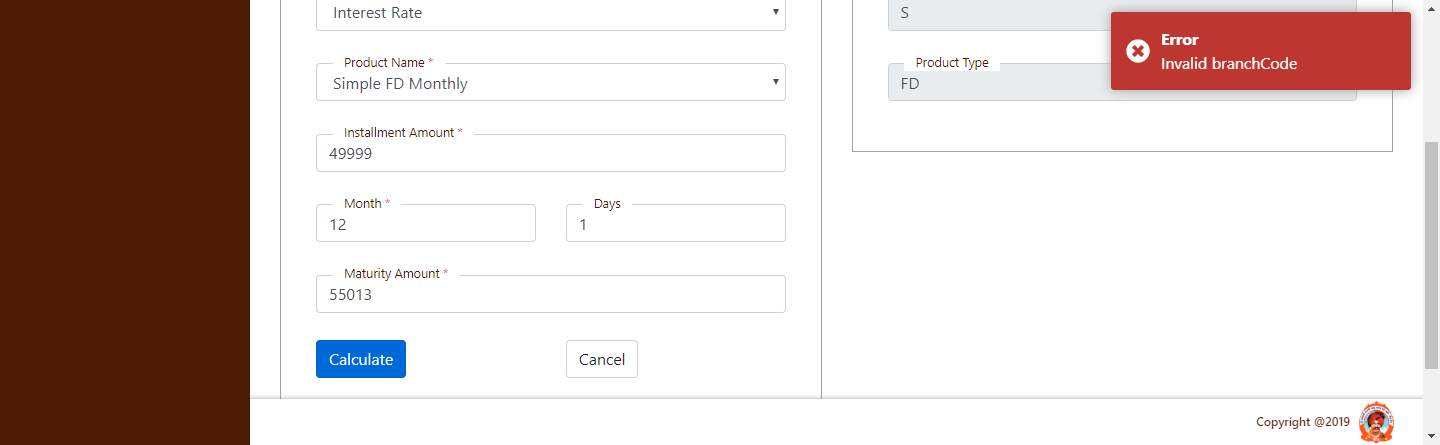 Interest Rate
S
Error
Invalid branchCode
Product Name *
Simple FD Monthly
Product Type
FD
Installment Amount *
49999
Month *
12
Days
1
Maturity Amount *
55013
Calculate
Cancel
Copyright @2019